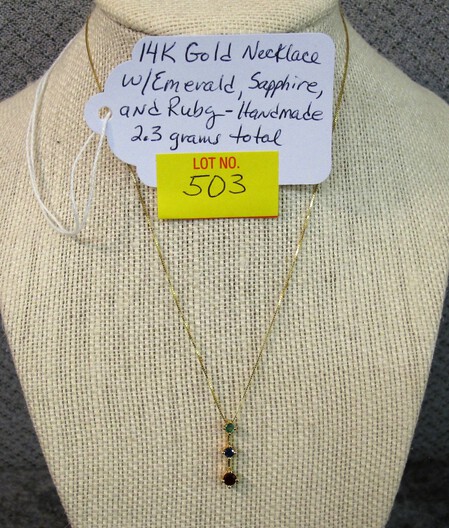 14K Gold Necklace
w/Emerald, Sapphire,
and Ruby-Handmade
2.3 grams total
LOT NO.
503